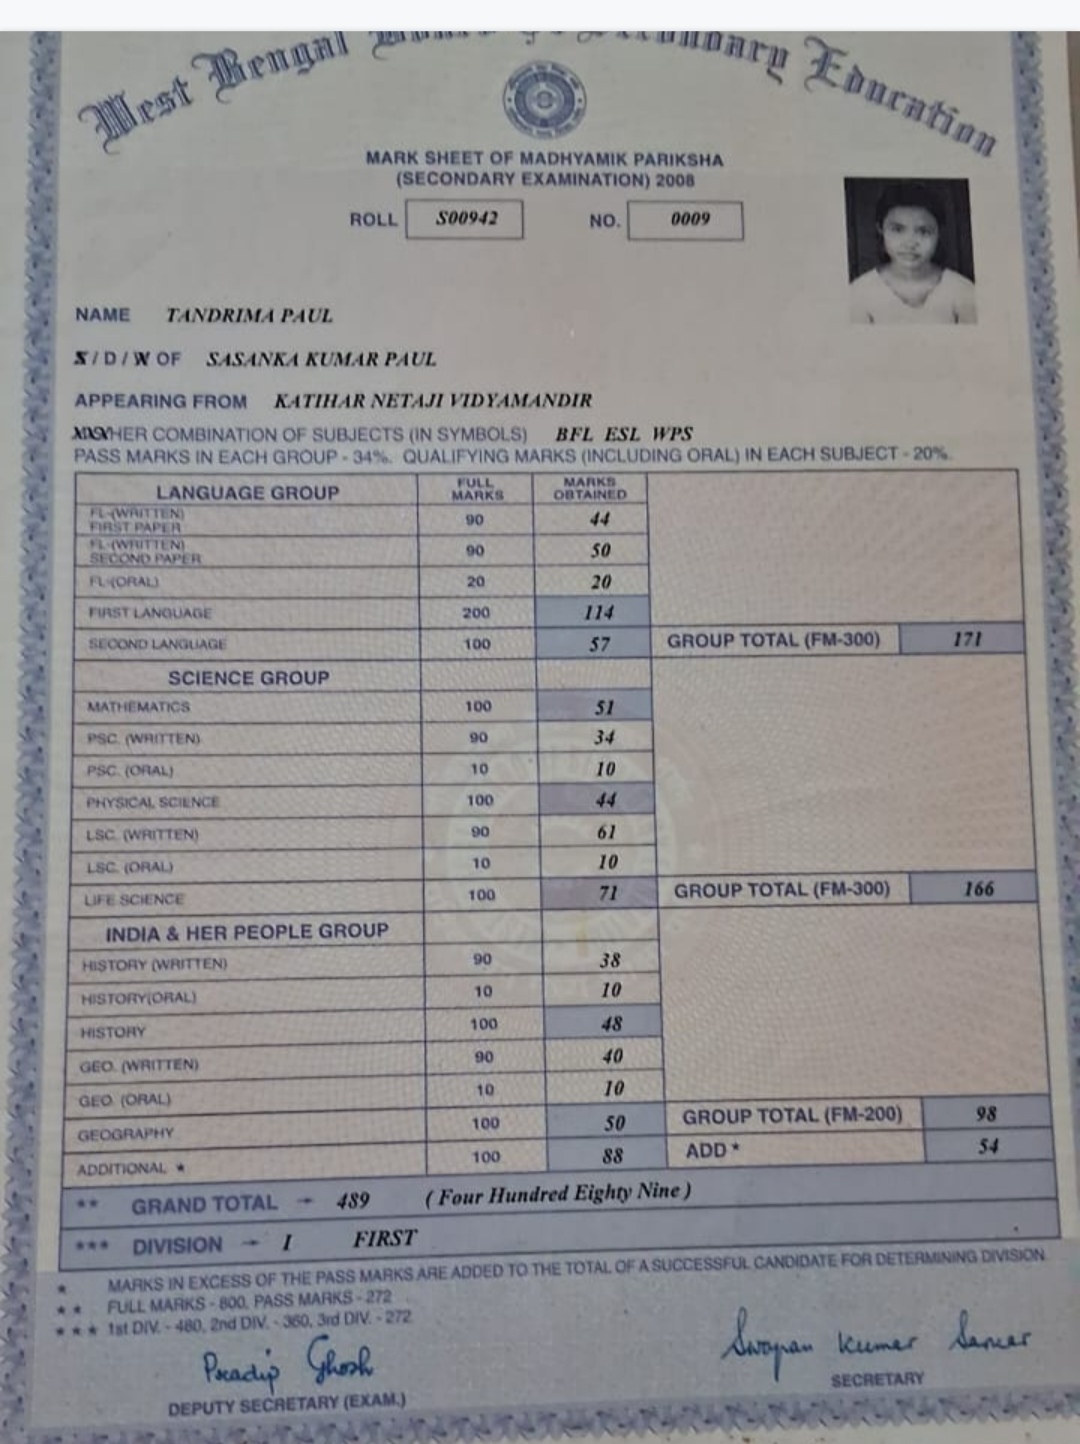 West Bengal Board of Secondary Education
MARK SHEET OF MADHYAMIK PARIKSHA
(SECONDARY EXAMINATION) 2008
ROLL S00942 NO. 0009
NAME TANDRIMA PAUL
S / D / W OF SASANKA KUMAR PAUL
APPEARING FROM KATIHAR NETAJI VIDYAMANDIR
HER COMBINATION OF SUBJECTS (IN SYMBOLS) BFL ESL WPS
PASS MARKS IN EACH GROUP - 34%. QUALIFYING MARKS (INCLUDING ORAL) IN EACH SUBJECT - 20%.
LANGUAGE GROUP FULL MARKS MARKS OBTAINED
FL-(WRITTEN) FIRST PAPER 90 44
FL-(WRITTEN) SECOND PAPER 90 50
FL-(ORAL) 20 20
FIRST LANGUAGE 200 114
SECOND LANGUAGE 100 57 GROUP TOTAL (FM-300) 171
SCIENCE GROUP
MATHEMATICS 100 51
PSC. (WRITTEN) 90 34
PSC. (ORAL) 10 10
PHYSICAL SCIENCE 100 44
LSC. (WRITTEN) 90 61
LSC. (ORAL) 10 10
LIFE SCIENCE 100 71 GROUP TOTAL (FM-300) 166
INDIA & HER PEOPLE GROUP
HISTORY (WRITTEN) 90 38
HISTORY(ORAL) 10 10
HISTORY 100 48
GEO. (WRITTEN) 90 40
GEO. (ORAL) 10 10
GEOGRAPHY 100 50 GROUP TOTAL (FM-200) 98
ADDITIONAL * 100 88 ADD * 54
** GRAND TOTAL - 489 ( Four Hundred Eighty Nine )
*** DIVISION - I FIRST
* MARKS IN EXCESS OF THE PASS MARKS ARE ADDED TO THE TOTAL OF A SUCCESSFUL CANDIDATE FOR DETERMINING DIVISION
* * FULL MARKS - 800, PASS MARKS - 272
* * * 1st DIV. - 480, 2nd DIV. - 360, 3rd DIV. - 272
Pradip Ghosh Swapan Kumar Sarcar
DEPUTY SECRETARY (EXAM.) SECRETARY